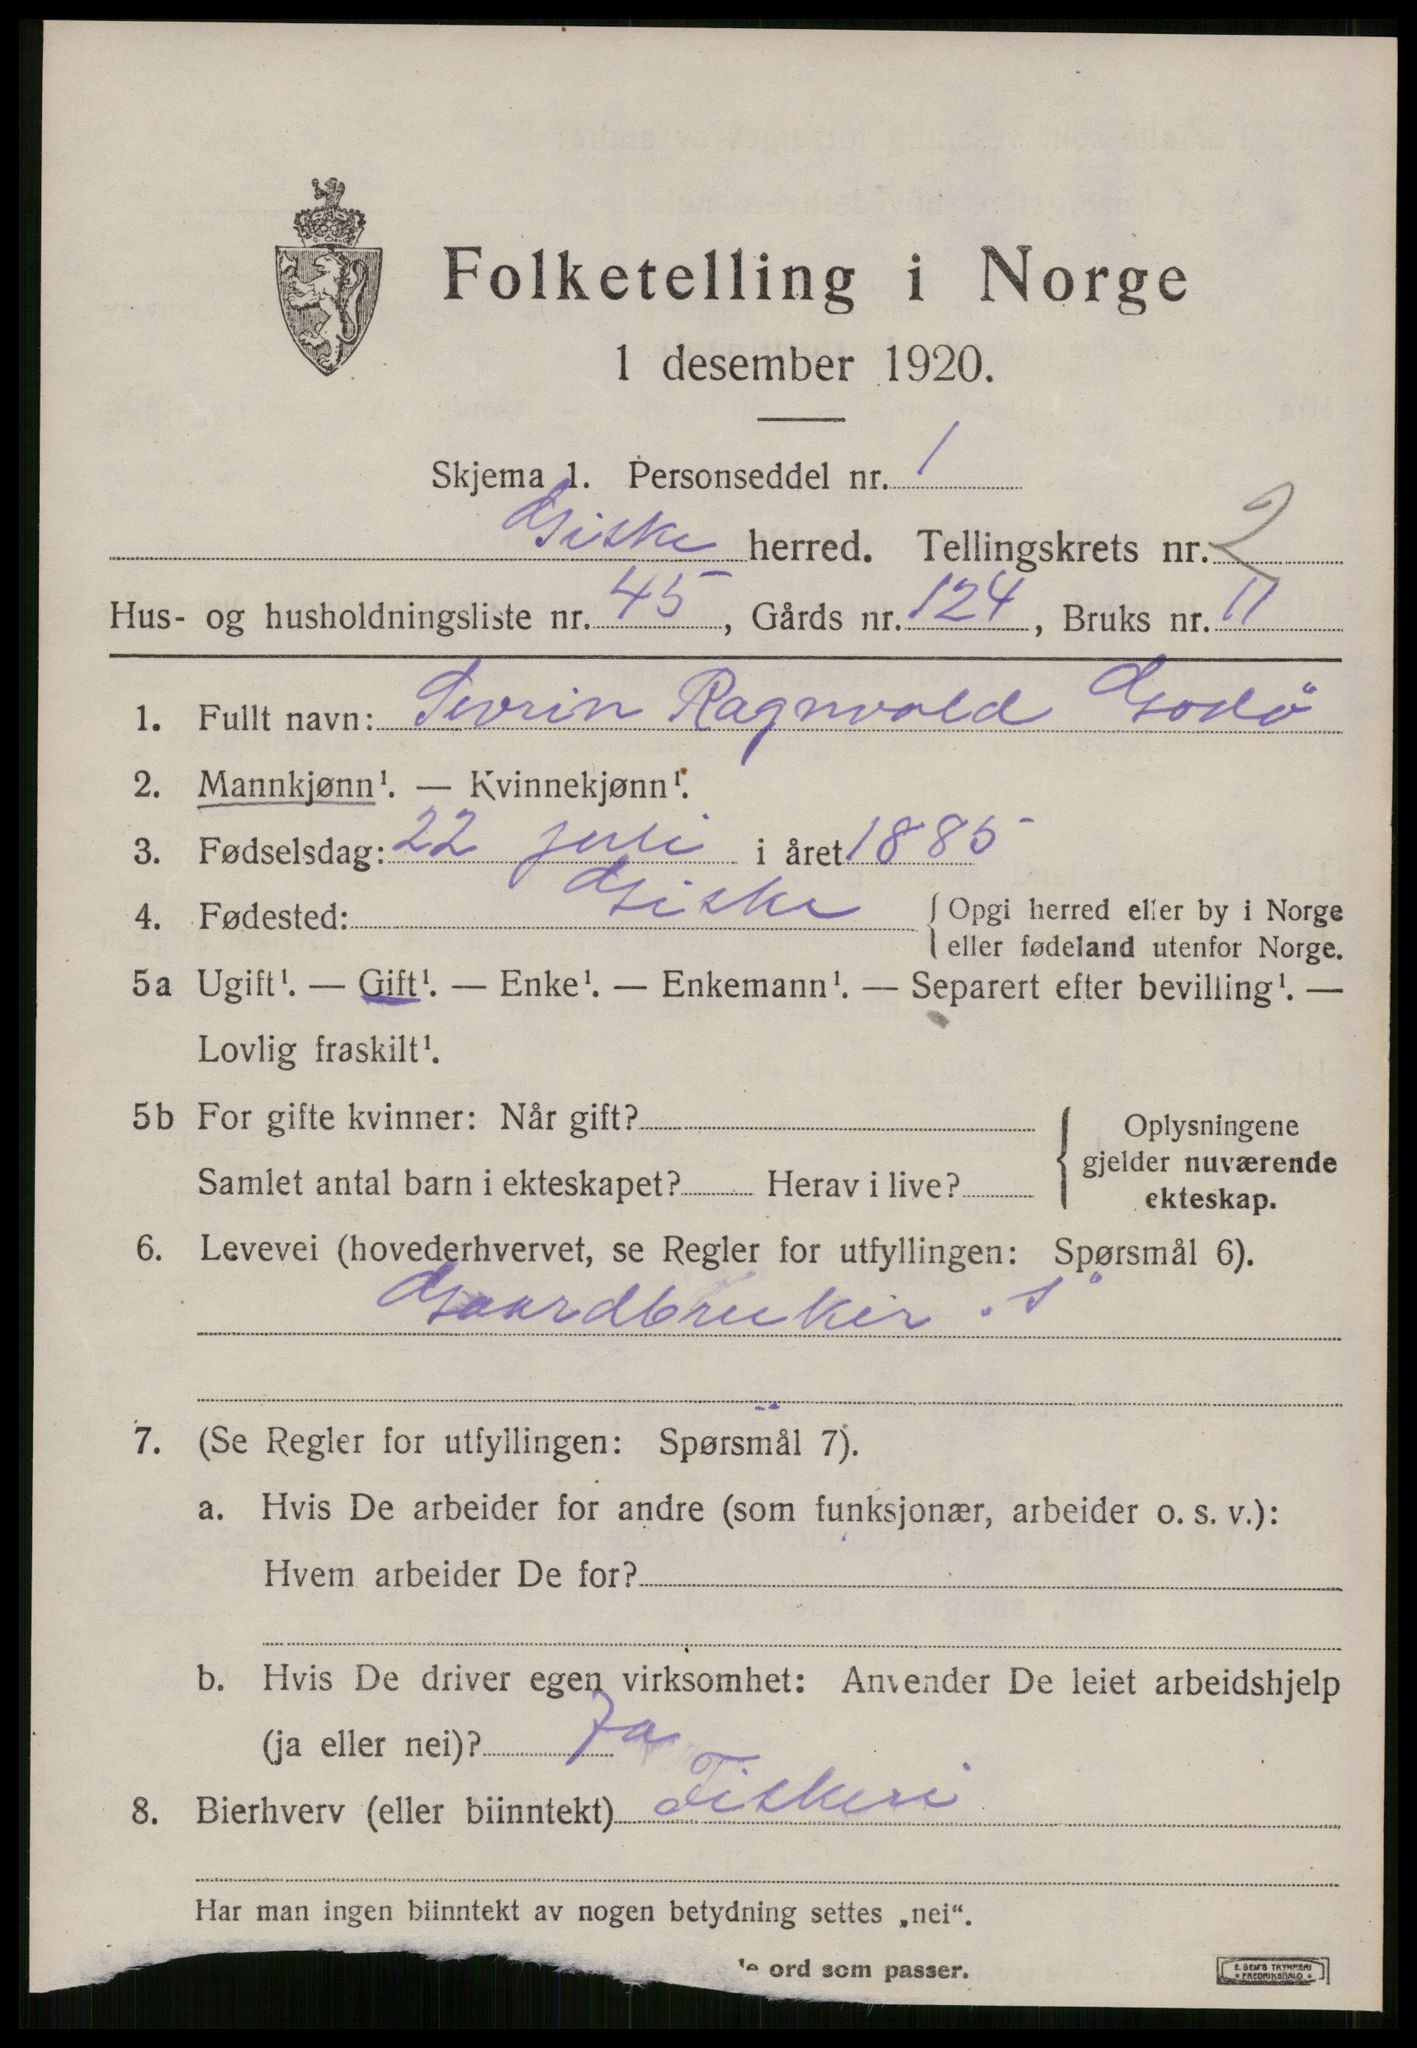 Folketelling i Norge
1 desember 1920.
Skjema 1. Personseddel nr. 1
Giske herred. Tellingskrets nr. 2
Hus- og husholdningsliste nr. 45, Gårds nr. 124, Bruks nr. 11
1. Fullt navn: Sevrin Ragnvald Godö
2. Mannkjønn¹. — Kvinnekjønn¹.
3. Fødselsdag: 22 juli i året 1885
4. Fødested: Giske { Opgi herred eller by i Norge
eller fødeland utenfor Norge.
5a Ugift¹. — Gift¹. — Enke¹. — Enkemann¹. — Separert efter bevilling¹. —
Lovlig fraskilt¹.
5b For gifte kvinner: Når gift?
Samlet antal barn i ekteskapet? Herav i live?
{ Oplysningene
gjelder nuværende
ekteskap.
6. Levevei (hovederhvervet, se Regler for utfyllingen: Spørsmål 6).
Gaardbruker. "s"
7. (Se Regler for utfyllingen: Spørsmål 7).
a. Hvis De arbeider for andre (som funksjonær, arbeider o. s. v.):
Hvem arbeider De for?
b. Hvis De driver egen virksomhet: Anvender De leiet arbeidshjelp
(ja eller nei)? Ja
8. Bierhverv (eller biinntekt) Fiskeri
Har man ingen biinntekt av nogen betydning settes „nei".
ord som passer.
E. SEM'S TRYKKERI
FREDRIKSHALD